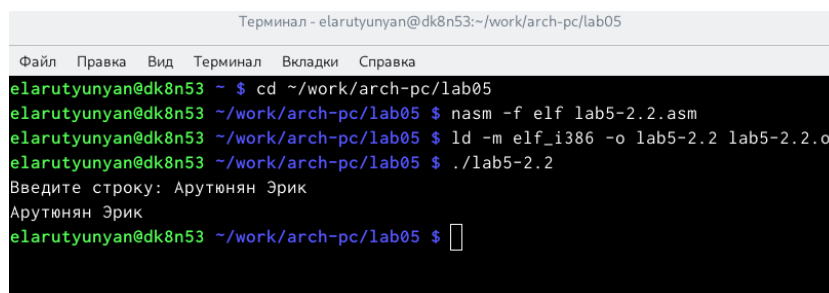 Терминал - elarutyunyan@dk8n53:~/work/arch-pc/lab05
Файл Правка Вид Терминал Вкладки Справка
elarutyunyan@dk8n53 ~ $ cd ~/work/arch-pc/lab05
elarutyunyan@dk8n53 ~/work/arch-pc/lab05 $ nasm -f elf lab5-2.2.asm
elarutyunyan@dk8n53 ~/work/arch-pc/lab05 $ ld -m elf_i386 -o lab5-2.2 lab5-2.2.o
elarutyunyan@dk8n53 ~/work/arch-pc/lab05 $ ./lab5-2.2
Введите строку: Арутюнян Эрик
Арутюнян Эрик
elarutyunyan@dk8n53 ~/work/arch-pc/lab05 $